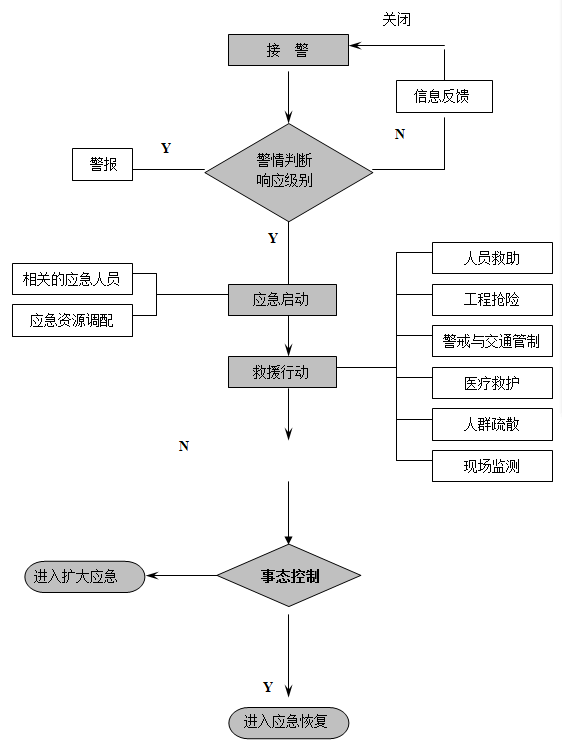 关闭
接 警
信息反馈
N
Y
警报
警情判断
响应级别
Y
相关的应急人员
应急资源调配
应急启动
救援行动
人员救助
工程抢险
警戒与交通管制
医疗救护
人群疏散
现场监测
N
事态控制
进入扩大应急
Y
进入应急恢复